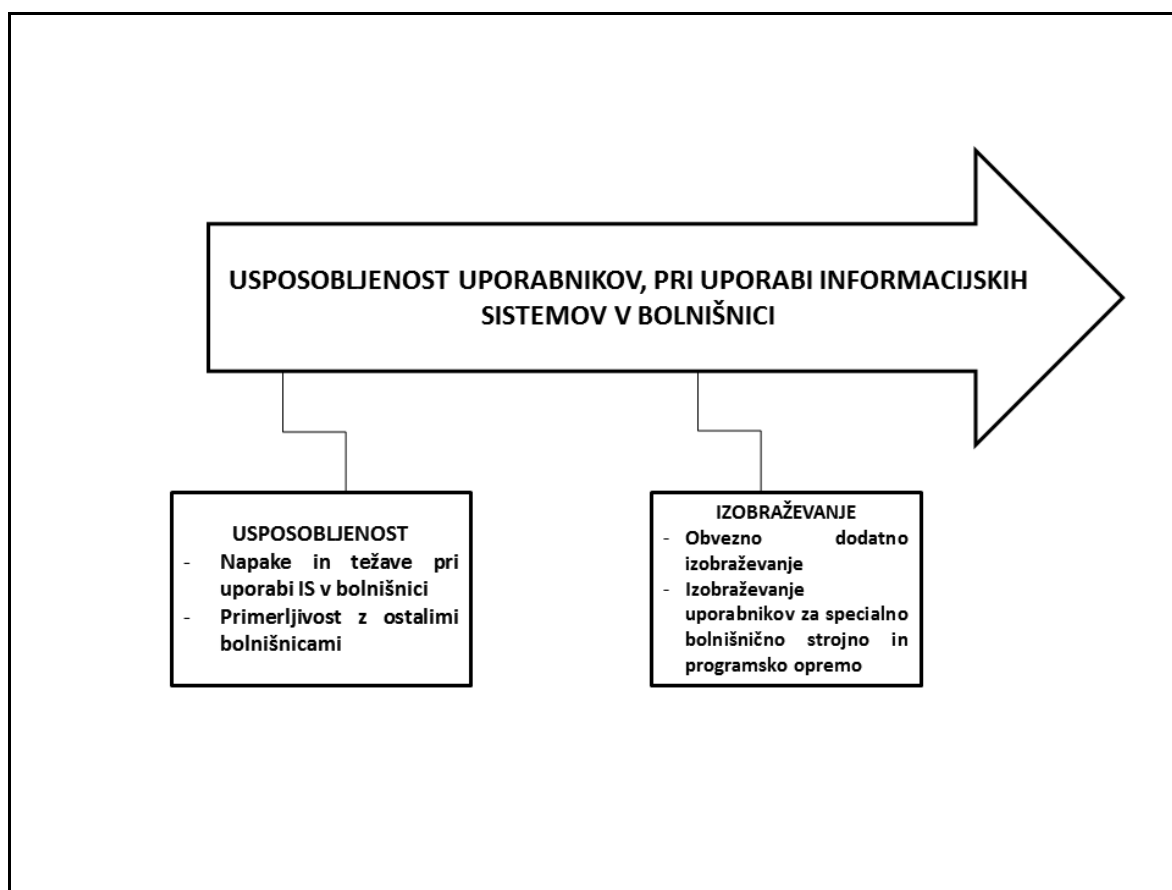 USPOSOBLJENOST UPORABNIKOV, PRI UPORABI INFORMACIJSKIH
SISTEMOV V BOLNIŠNICI
USPOSOBLJENOST
- Napake in težave pri
uporabi IS v bolnišnici
- Primerljivost z ostalimi
bolnišnicami
IZOBRAŽEVANJE
- Obvezno dodatno
izobraževanje
- Izobraževanje
uporabnikov za specialno
bolnišnično strojno in
programsko opremo